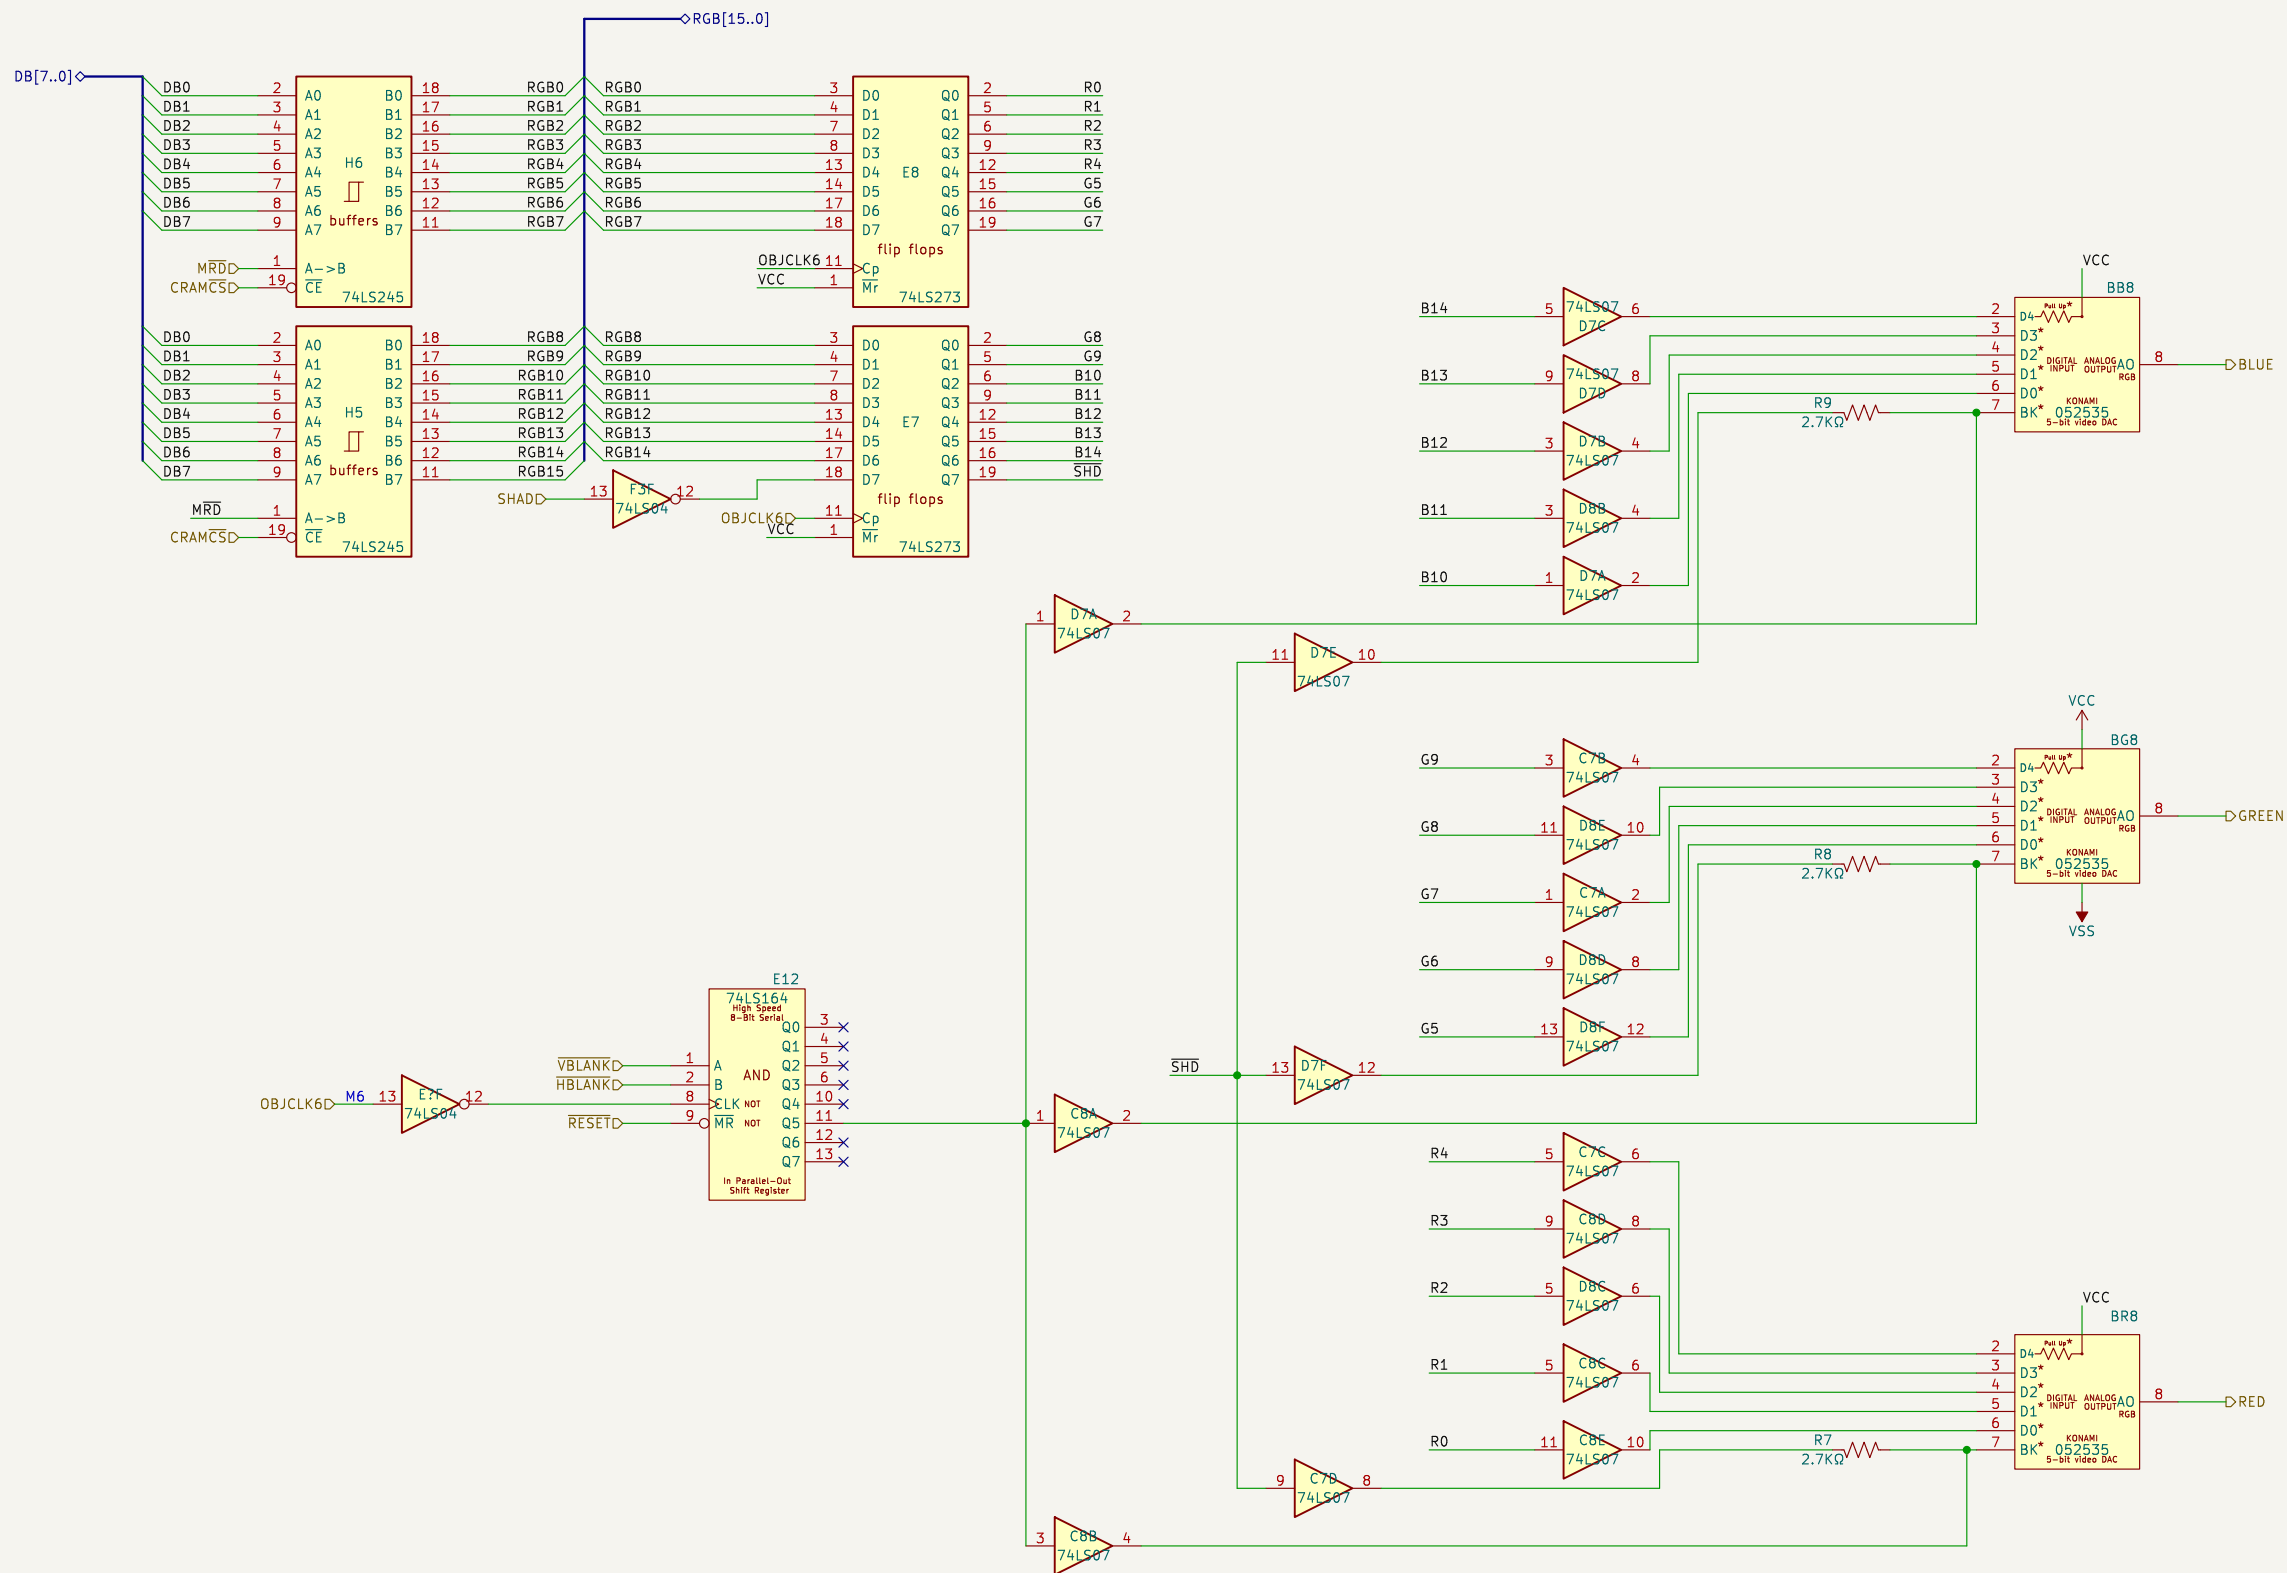 RGB[15..0]
DB[7..0]
DB0 2 A0 B0 18 RGB0 RGB0 3 D0 Q0 2 R0
DB1 3 A1 B1 17 RGB1 RGB1 4 D1 Q1 5 R1
DB2 4 A2 B2 16 RGB2 RGB2 7 D2 Q2 6 R2
DB3 5 A3 B3 15 RGB3 RGB3 8 D3 Q3 9 R3
H6
DB4 6 A4 B4 14 RGB4 RGB4 13 D4 E8 Q4 12 R4
DB5 7 A5 B5 13 RGB5 RGB5 14 D5 Q5 15 G5
DB6 8 A6 B6 12 RGB6 RGB6 17 D6 Q6 16 G6
buffers
DB7 9 A7 B7 11 RGB7 RGB7 18 D7 Q7 19 G7
flip flops
MRD 1 A->B OBJCLK6 11 Cp
CRAMCS 19 CE VCC 1 Mr
74LS245 74LS273
DB0 2 A0 B0 18 RGB8 RGB8 3 D0 Q0 2 G8
DB1 3 A1 B1 17 RGB9 RGB9 4 D1 Q1 5 G9
DB2 4 A2 B2 16 RGB10 RGB10 7 D2 Q2 6 B10
DB3 5 A3 B3 15 RGB11 RGB11 8 D3 Q3 9 B11
H5
DB4 6 A4 B4 14 RGB12 RGB12 13 D4 E7 Q4 12 B12
DB5 7 A5 B5 13 RGB13 RGB13 14 D5 Q5 15 B13
DB6 8 A6 B6 12 RGB14 RGB14 17 D6 Q6 16 B14
buffers
DB7 9 A7 B7 11 RGB15 18 D7 Q7 19 SHD
SHAD 13 F3F 12
74LS04
flip flops
MRD 1 A->B OBJCLK6 11 Cp
CRAMCS 19 CE VCC 1 Mr
74LS245 74LS273
B14 5 74LS07 6
D7C
B13 9 74LS07 8
D7D
B12 3 D7B 4
74LS07
B11 3 D8B 4
74LS07
B10 1 D7A 2
74LS07
VCC
BB8
Pull Up*
2 D4
3 D3*
4 D2*
5 D1*
6 D0*
7 BK*
DIGITAL INPUT
ANALOG OUTPUT
AO 8 BLUE
RGB
KONAMI
052535
5-bit video DAC
R9
2.7KΩ
1 D7A 2
74LS07
11 D7E 10
74LS07
G9 3 C7B 4
74LS07
G8 11 D8E 10
74LS07
G7 1 C7A 2
74LS07
G6 9 D8D 8
74LS07
G5 13 D8F 12
74LS07
VCC
BG8
Pull Up*
2 D4
3 D3*
4 D2*
5 D1*
6 D0*
7 BK*
DIGITAL INPUT
ANALOG OUTPUT
AO 8 GREEN
RGB
KONAMI
052535
5-bit video DAC
VSS
R8
2.7KΩ
E12
74LS164
High Speed
8-Bit Serial
Q0 3
Q1 4
VBLANK 1 A Q2 5
HBLANK 2 B AND Q3 6
OBJCLK6 M6 13 E?F 12 8 CLK NOT Q4 10
74LS04
RESET 9 MR NOT Q5 11
Q6 12
Q7 13
In Parallel-Out
Shift Register
SHD 13 D7F 12
74LS07
1 C8A 2
74LS07
R4 5 C7C 6
74LS07
R3 9 C8D 8
74LS07
R2 5 D8C 6
74LS07
R1 5 C8C 6
74LS07
R0 11 C8E 10
74LS07
VCC
BR8
Pull Up*
2 D4
3 D3*
4 D2*
5 D1*
6 D0*
7 BK*
DIGITAL INPUT
ANALOG OUTPUT
AO 8 RED
RGB
KONAMI
052535
5-bit video DAC
R7
2.7KΩ
9 C7D 8
74LS07
3 C8B 4
74LS07